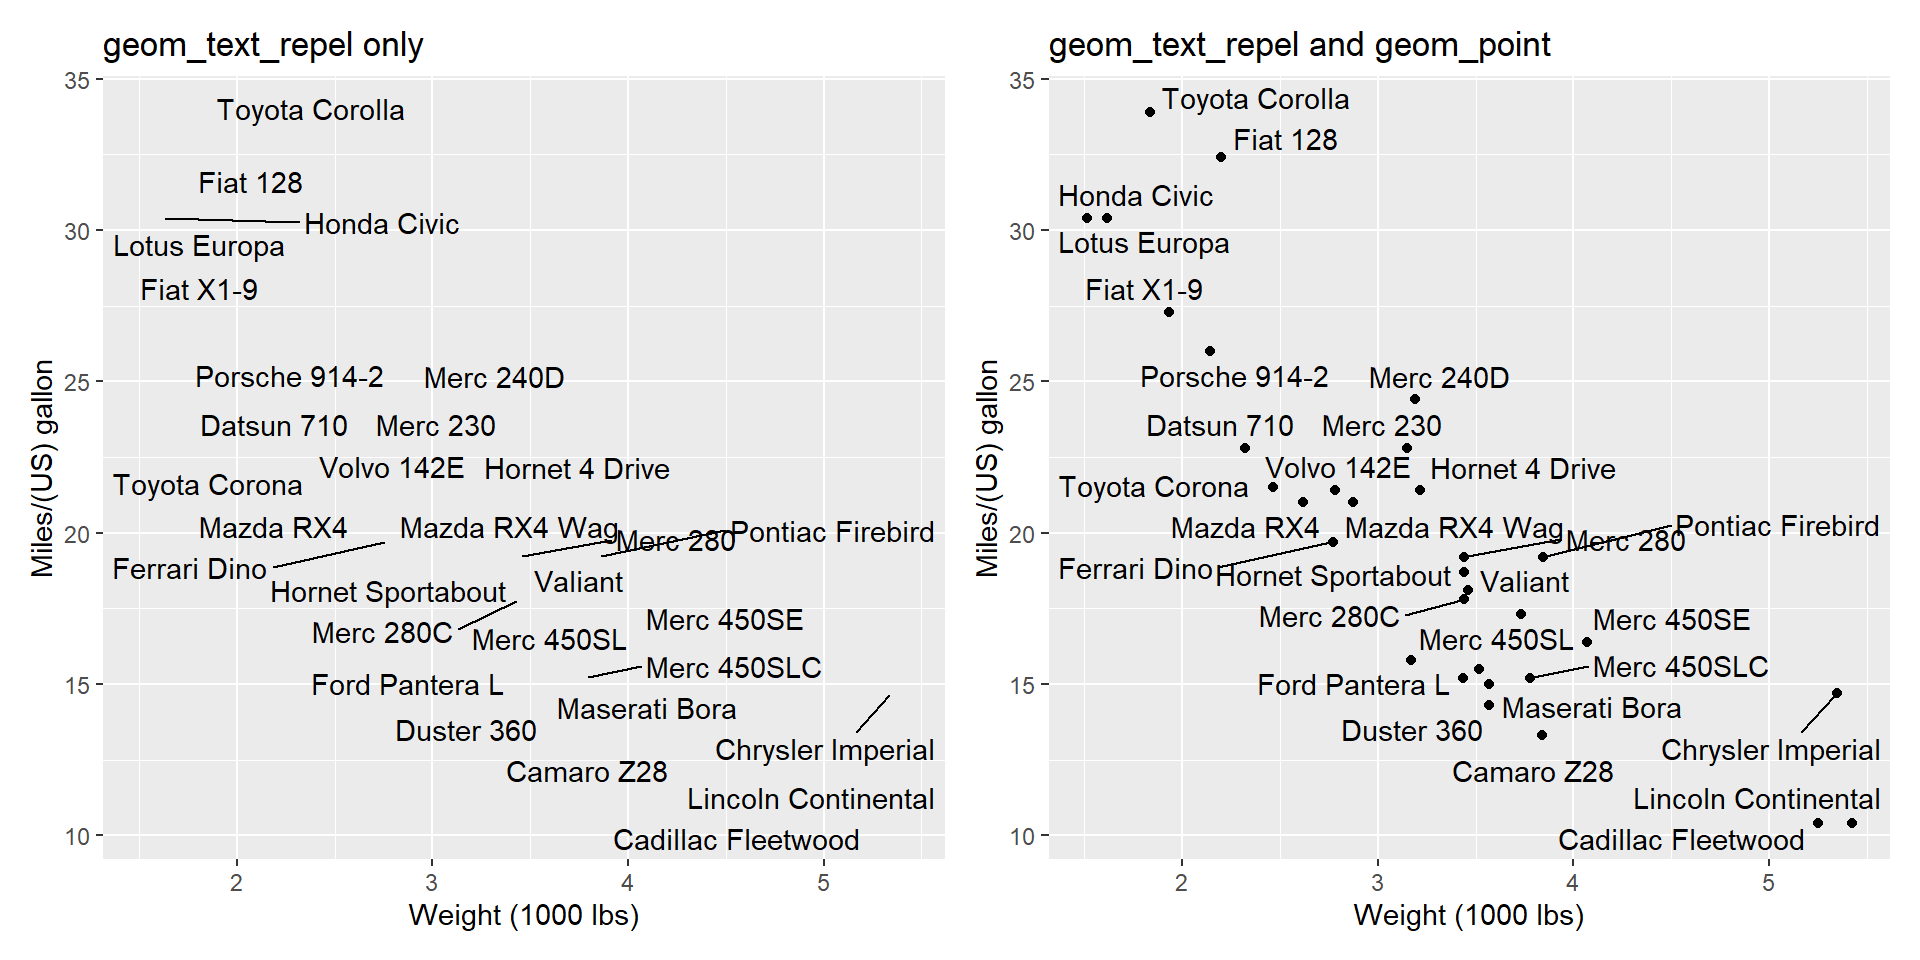 geom_text_repel only
Miles/(US) gallon
35
30
25
20
15
10
Toyota Corolla
Fiat 128
Honda Civic
Lotus Europa
Fiat X1-9
Porsche 914-2
Merc 240D
Datsun 710
Merc 230
Volvo 142E
Hornet 4 Drive
Toyota Corona
Mazda RX4
Mazda RX4 Wag
Merc 280
Pontiac Firebird
Ferrari Dino
Hornet Sportabout
Valiant
Merc 280C
Merc 450SL
Merc 450SE
Merc 450SLC
Ford Pantera L
Maserati Bora
Duster 360
Chrysler Imperial
Camaro Z28
Lincoln Continental
Cadillac Fleetwood
2
3
4
5
Weight (1000 lbs)
geom_text_repel and geom_point
Miles/(US) gallon
35
30
25
20
15
10
Toyota Corolla
Fiat 128
Honda Civic
Lotus Europa
Fiat X1-9
Porsche 914-2
Merc 240D
Datsun 710
Merc 230
Volvo 142E
Hornet 4 Drive
Toyota Corona
Mazda RX4
Mazda RX4 Wag
Merc 280
Pontiac Firebird
Ferrari Dino
Hornet Sportabout
Valiant
Merc 280C
Merc 450SL
Merc 450SE
Merc 450SLC
Ford Pantera L
Maserati Bora
Duster 360
Chrysler Imperial
Camaro Z28
Lincoln Continental
Cadillac Fleetwood
2
3
4
5
Weight (1000 lbs)